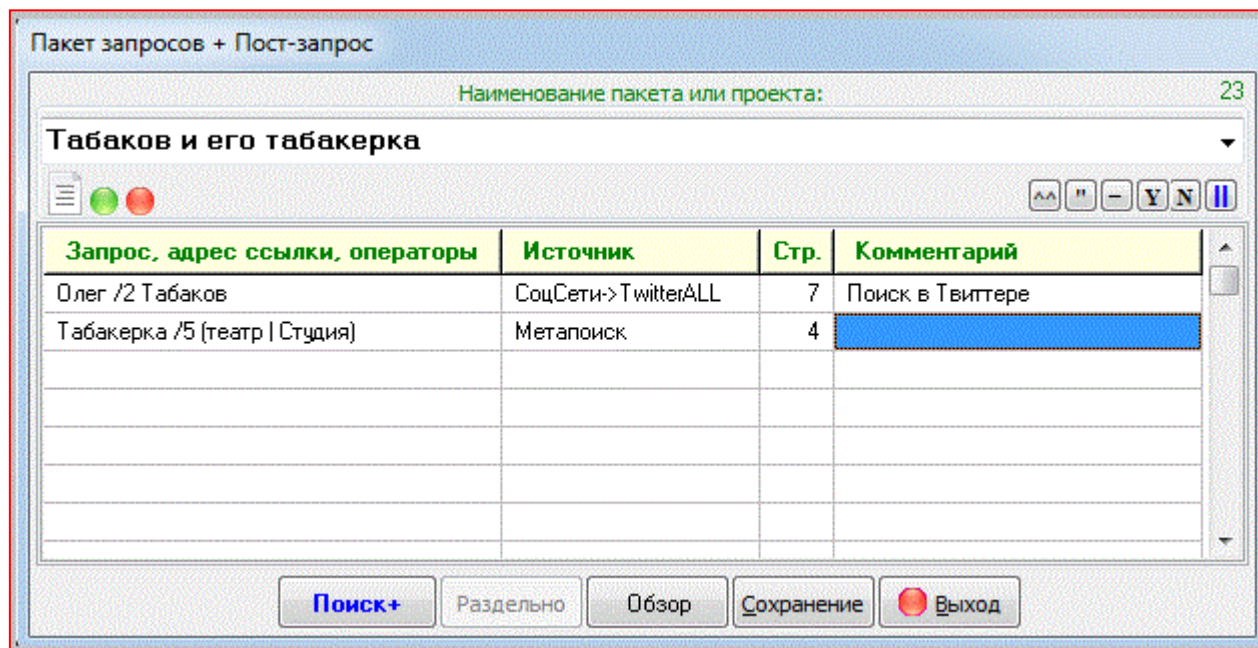 Пакет запросов + Пост-запрос
Наименование пакета или проекта: 23
Табаков и его табакерка
^^ " – Y N ||
Запрос, адрес ссылки, операторы Источник Стр. Комментарий
Олег /2 Табаков СоцСети->TwitterALL 7 Поиск в Твиттере
Табакерка /5 (театр | Студия) Метапоиск 4
Поиск+ Раздельно Обзор Сохранение Выход